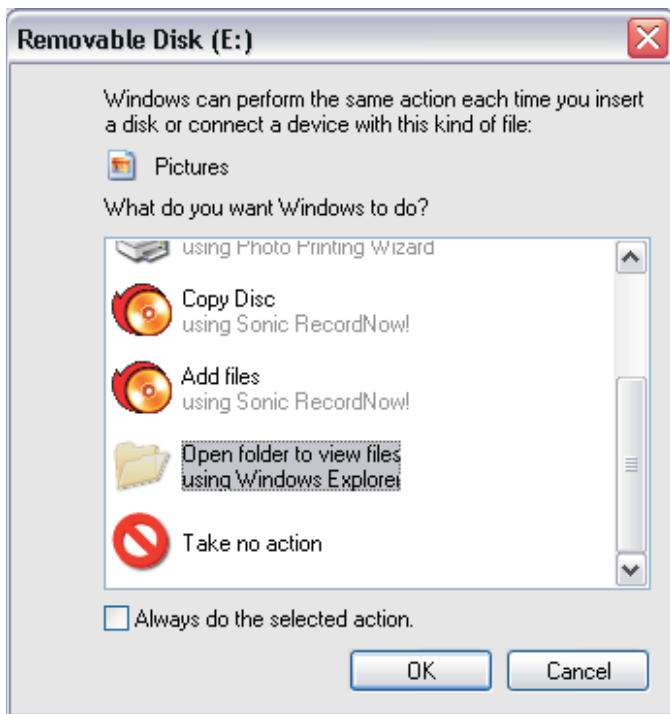 Removable Disk (E:)
Windows can perform the same action each time you insert
a disk or connect a device with this kind of file:
Pictures
What do you want Windows to do?
using Photo Printing Wizard
Copy Disc
using Sonic RecordNow!
Add files
using Sonic RecordNow!
Open folder to view files
using Windows Explorer
Take no action
Always do the selected action.
OK
Cancel